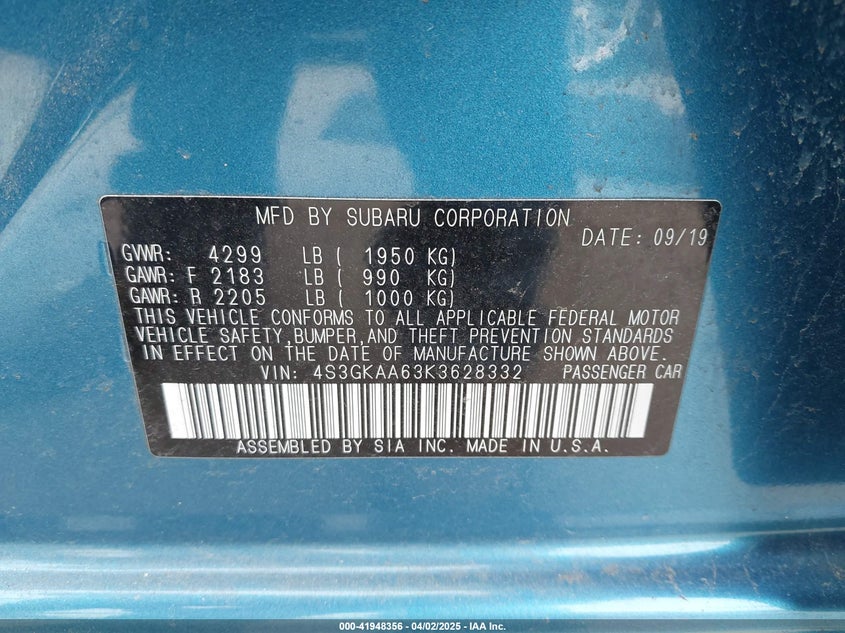 MFD BY SUBARU CORPORATION
DATE: 09/19
GVWR: 4299 LB ( 1950 KG)
GAWR: F 2183 LB ( 990 KG)
GAWR: R 2205 LB ( 1000 KG)
THIS VEHICLE CONFORMS TO ALL APPLICABLE FEDERAL MOTOR
VEHICLE SAFETY,BUMPER,AND THEFT PREVENTION STANDARDS
IN EFFECT ON THE DATE OF MANUFACTURE SHOWN ABOVE.
VIN: 4S3GKAA63K3628332 PASSENGER CAR
ASSEMBLED BY SIA INC. MADE IN U.S.A.
000-41948356 - 04/02/2025 - IAA Inc.